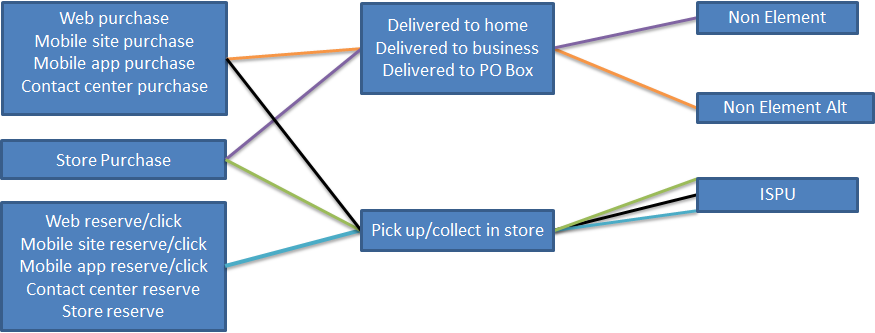 Web purchase
Mobile site purchase
Mobile app purchase
Contact center purchase
Store Purchase
Web reserve/click
Mobile site reserve/click
Mobile app reserve/click
Contact center reserve
Store reserve
Delivered to home
Delivered to business
Delivered to PO Box
Pick up/collect in store
Non Element
Non Element Alt
ISPU